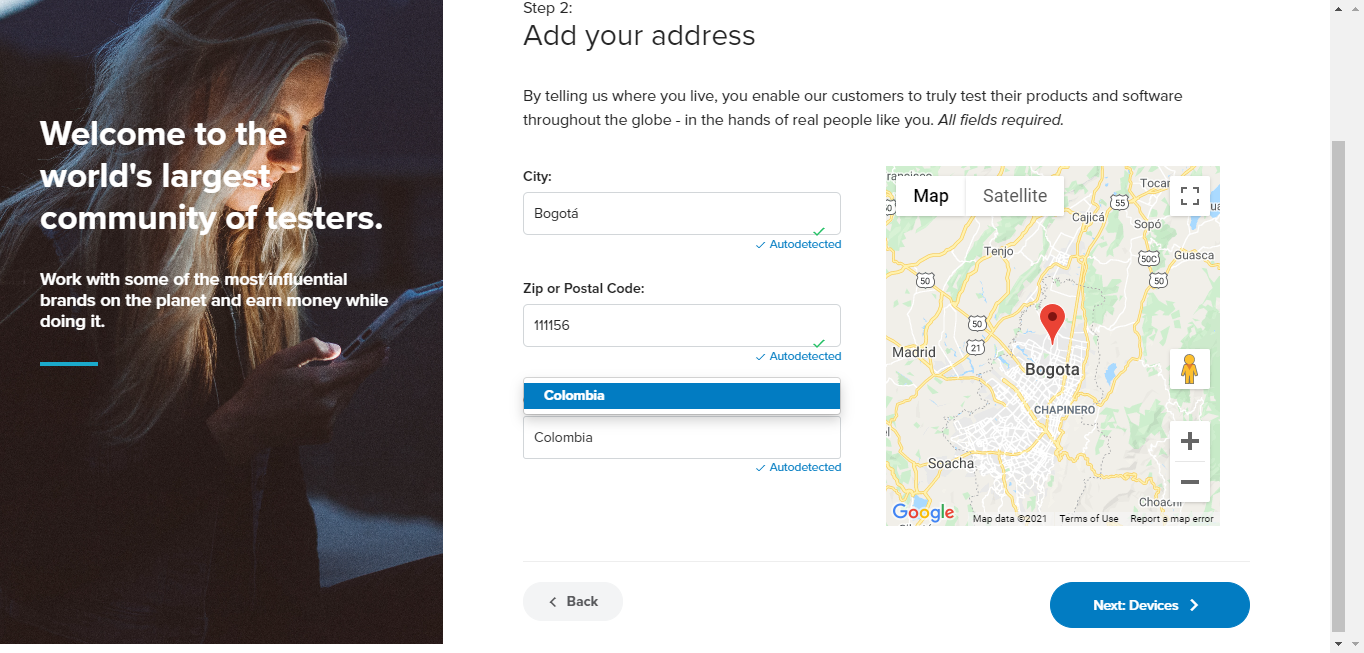 Welcome to the
world's largest
community of testers.
Work with some of the most influential
brands on the planet and earn money while
doing it.
Step 2:
Add your address
By telling us where you live, you enable our customers to truly test their products and software
throughout the globe - in the hands of real people like you. All fields required.
City:
Bogotá
Autodetected
Zip or Postal Code:
111156
Autodetected
Colombia
Colombia
Autodetected
Map
Satellite
55
Cajicá
Sopó
Tenjo
50C
Guasca
50
50
50
21
Madrid
Bogota
CHAPINERO
Soacha
Google
Map data ©2021
Terms of Use
Report a map error
Back
Next: Devices